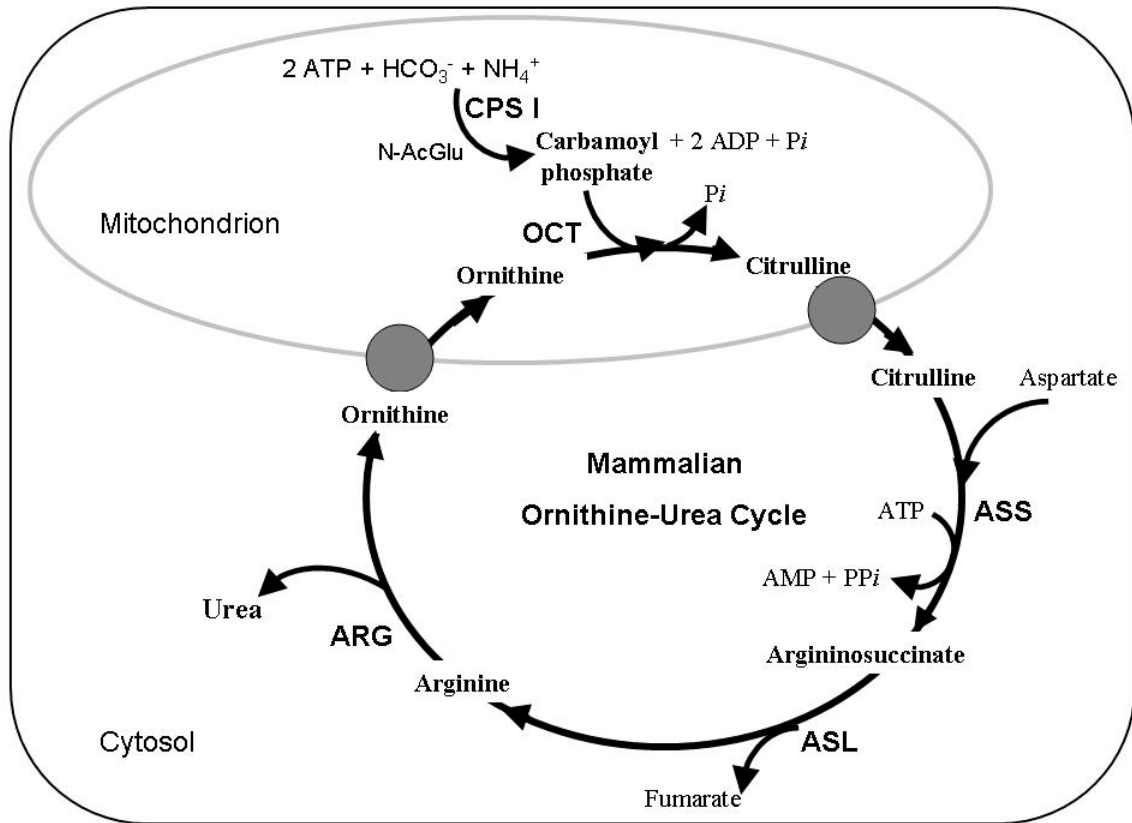 2 ATP + HCO₃⁻ + NH₄⁺
CPS I
N-AcGlu
Carbamoyl + 2 ADP + Pi
phosphate
Pi
Mitochondrion
OCT
Ornithine
Citrulline
Citrulline
Aspartate
Ornithine
Mammalian
Ornithine-Urea Cycle
ATP
ASS
AMP + PPi
Urea
ARG
Argininosuccinate
Arginine
Cytosol
ASL
Fumarate